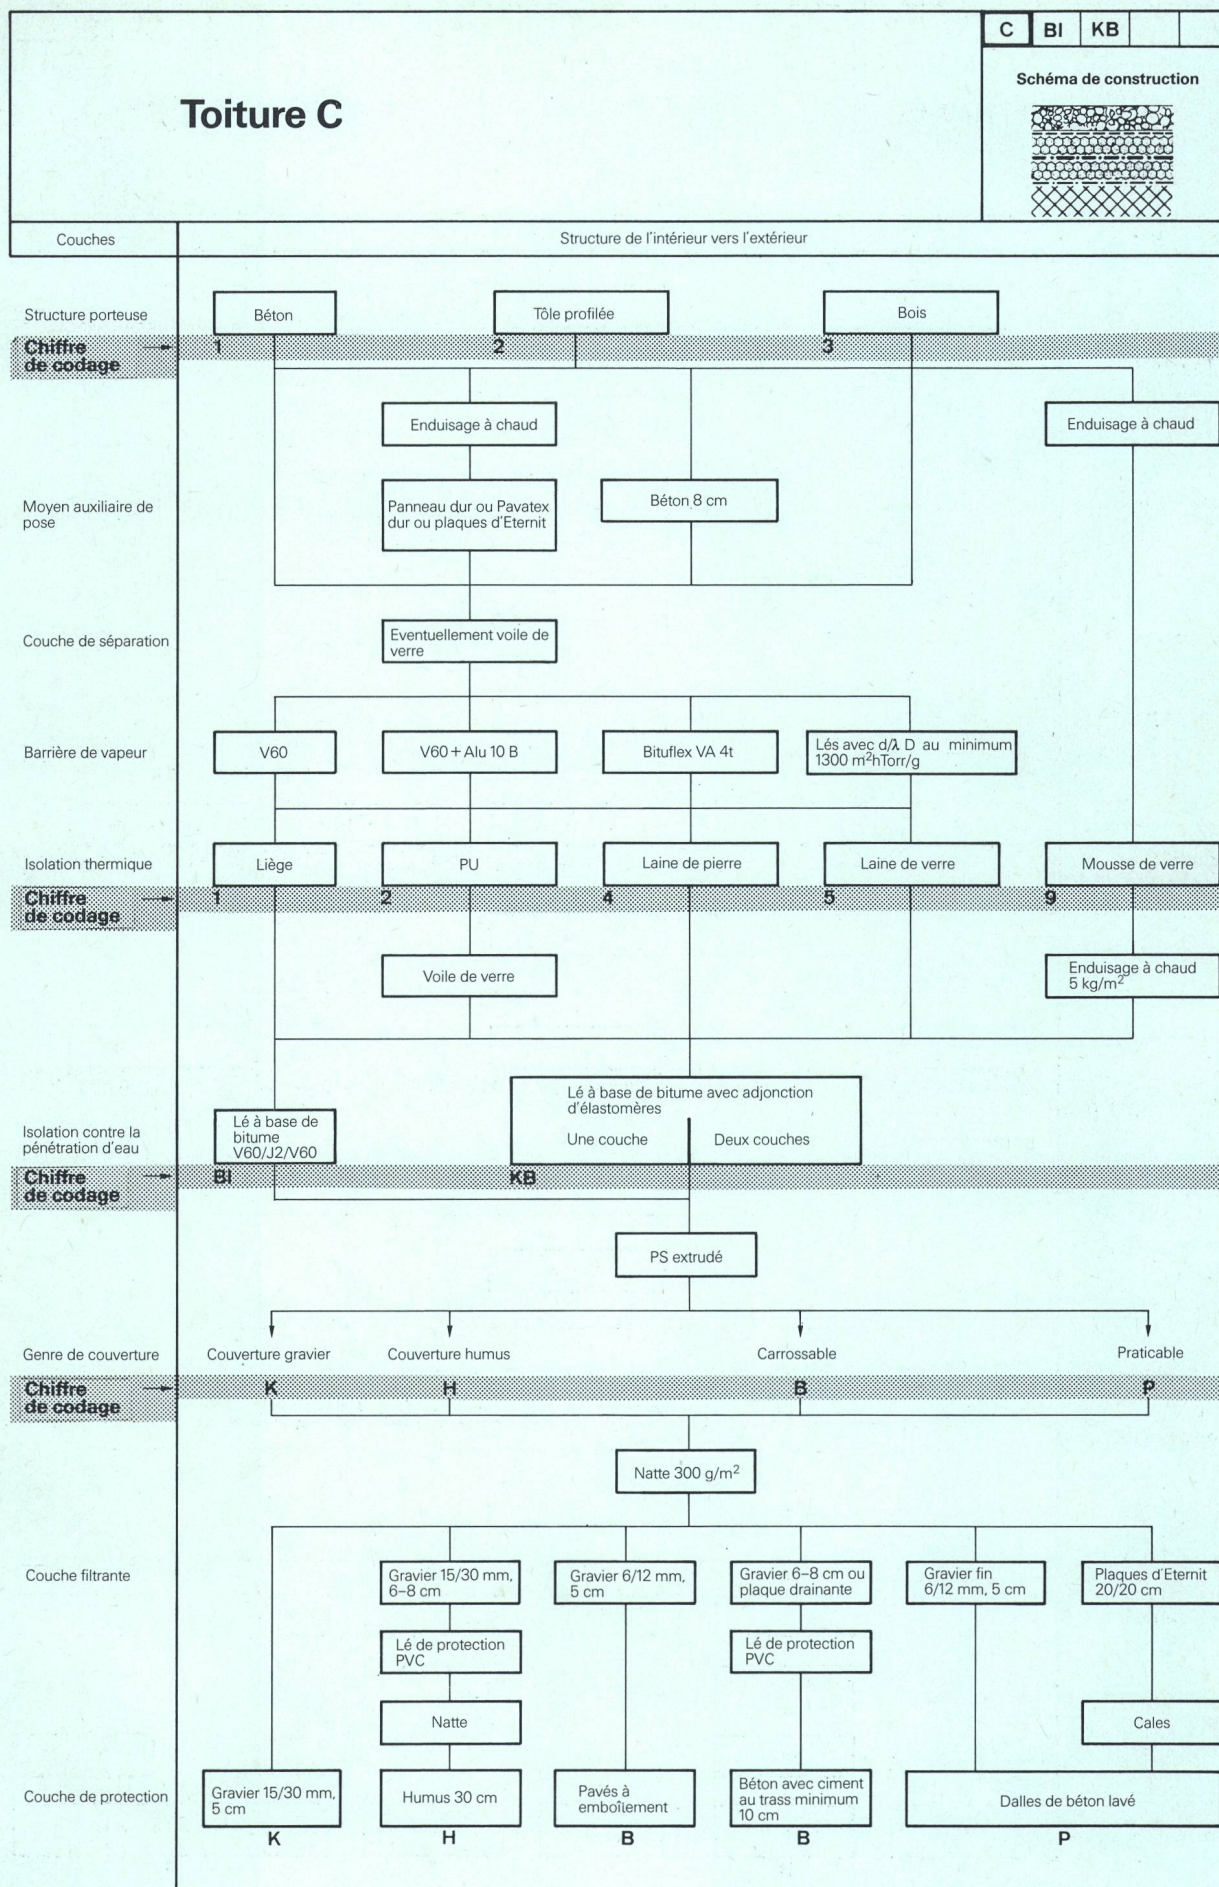 C BI KB
Schéma de construction
Toiture C
Couches
Structure de l'intérieur vers l'extérieur
Structure porteuse
Béton
Tôle profilée
Bois
Chiffre
de codage
1
2
3
Enduisage à chaud
Enduisage à chaud
Moyen auxiliaire de
pose
Panneau dur ou Pavatex
dur ou plaques d'Eternit
Béton 8 cm
Couche de séparation
Eventuellement voile de
verre
Barrière de vapeur
V60
V60 + Alu 10 B
Bituflex VA 4t
Lés avec d/λ D au minimum
1300 m²hTorr/g
Isolation thermique
Liège
PU
Laine de pierre
Laine de verre
Mousse de verre
Chiffre
de codage
1
2
4
5
9
Voile de verre
Enduisage à chaud
5 kg/m²
Isolation contre la
pénétration d'eau
Lé à base de
bitume
V60/J2/V60
Lé à base de bitume avec adjonction
d'élastomères
Une couche
Deux couches
Chiffre
de codage
BI
KB
PS extrudé
Genre de couverture
Couverture gravier
Couverture humus
Carrossable
Praticable
Chiffre
de codage
K
H
B
P
Natte 300 g/m²
Couche filtrante
Gravier 15/30 mm,
6–8 cm
Gravier 6/12 mm,
5 cm
Gravier 6–8 cm ou
plaque drainante
Gravier fin
6/12 mm, 5 cm
Plaques d'Eternit
20/20 cm
Lé de protection
PVC
Lé de protection
PVC
Natte
Cales
Couche de protection
Gravier 15/30 mm,
5 cm
Humus 30 cm
Pavés à
emboîtement
Béton avec ciment
au trass minimum
10 cm
Dalles de béton lavé
K
H
B
B
P